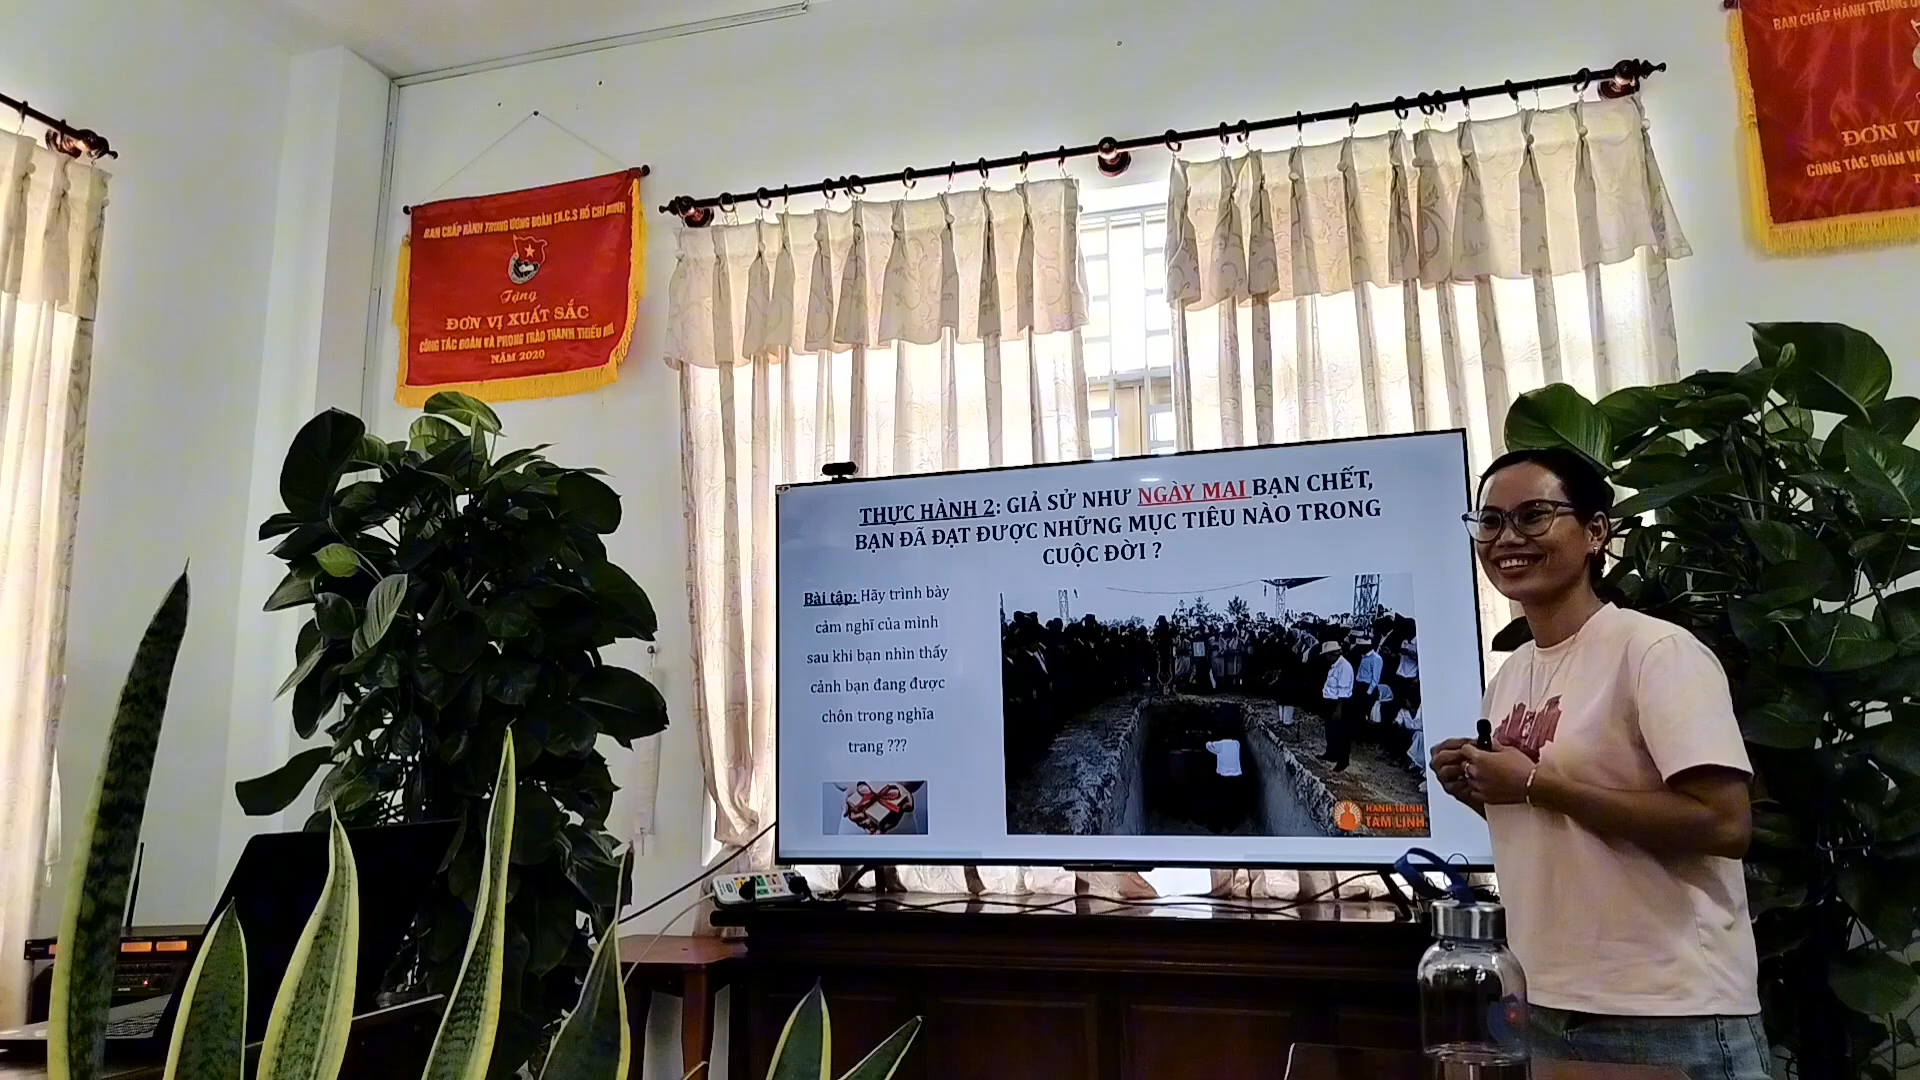 BAN CHẤP HÀNH TRUNG ƯƠNG ĐOÀN T.N.C.S HỒ CHÍ MINH
Tặng
ĐƠN VỊ XUẤT SẮC
CÔNG TÁC ĐOÀN VÀ PHONG TRÀO THANH THIẾU NHI
NĂM 2020
BAN CHẤP HÀNH TRUNG
ĐƠN V
CÔNG TÁC ĐOÀN VÀ
THỰC HÀNH 2: GIẢ SỬ NHƯ NGÀY MAI BẠN CHẾT,
BẠN ĐÃ ĐẠT ĐƯỢC NHỮNG MỤC TIÊU NÀO TRONG
CUỘC ĐỜI ?
Bài tập: Hãy trình bày
cảm nghĩ của mình
sau khi bạn nhìn thấy
cảnh bạn đang được
chôn trong nghĩa
trang ???
HÀNH TRÌNH
TÂM LINH